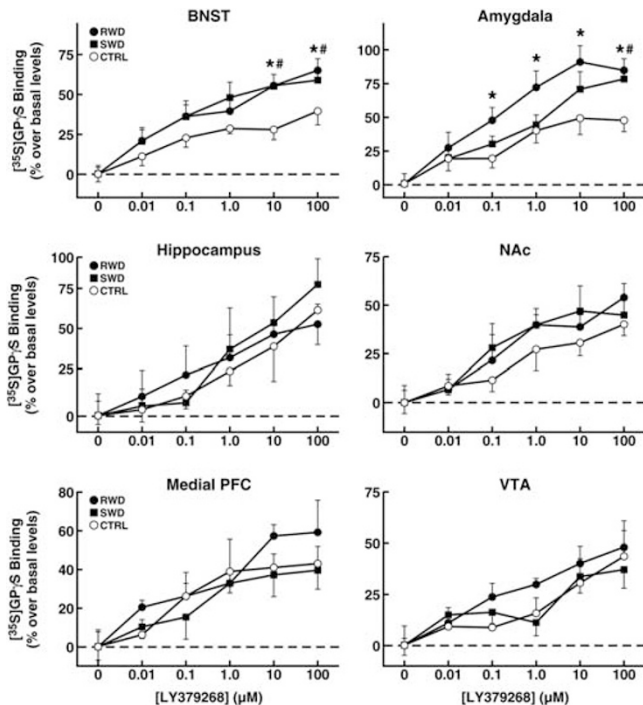 BNST
Amygdala
RWD
SWD
CTRL
75
50
25
0
100
75
50
25
0
* #
* #
*
*
*
* #
0 0.01 0.1 1.0 10 100
0 0.01 0.1 1.0 10 100
[³⁵S]GPγS Binding
(% over basal levels)
Hippocampus
NAc
RWD
SWD
CTRL
100
75
50
25
0
75
50
25
0
0 0.01 0.1 1.0 10 100
0 0.01 0.1 1.0 10 100
[³⁵S]GPγS Binding
(% over basal levels)
Medial PFC
VTA
RWD
SWD
CTRL
80
60
40
20
0
75
50
25
0
0 0.01 0.1 1.0 10 100
0 0.01 0.1 1.0 10 100
[³⁵S]GPγS Binding
(% over basal levels)
[LY379268] (µM)
[LY379268] (µM)